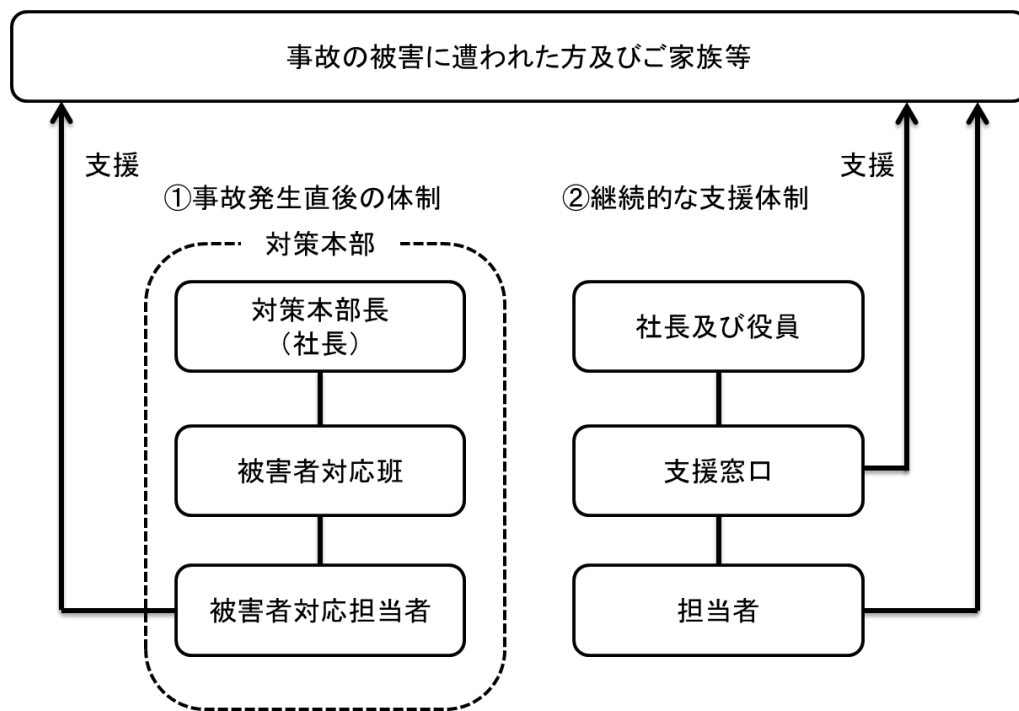 事故の被害に遭われた方及びご家族等
支援
①事故発生直後の体制
対策本部
対策本部長
（社長）
被害者対応班
被害者対応担当者
支援
②継続的な支援体制
社長及び役員
支援窓口
担当者